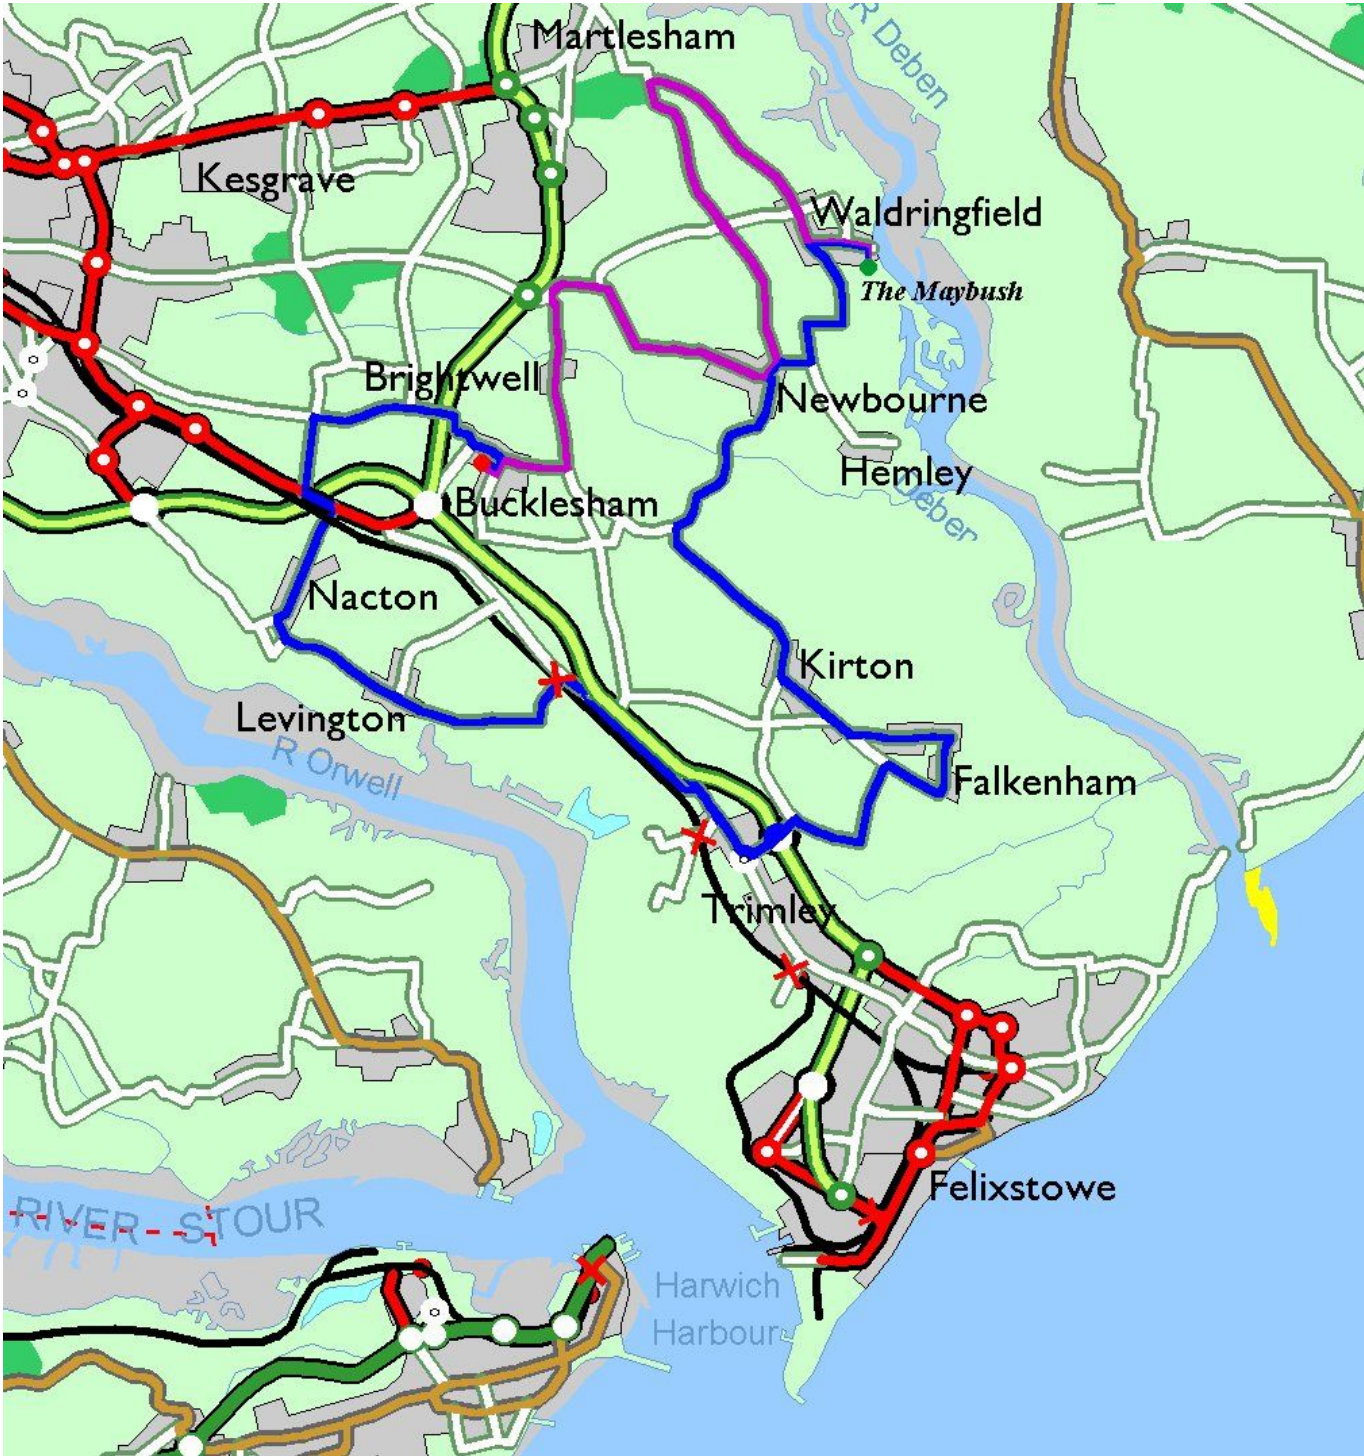 Martlesham
R Deben
Kesgrave
Waldringfield
The Maybush
Brightwell
Newbourne
Hemley
Bucklesham
Deben
Nacton
Kirton
Levington
R Orwell
Falkenham
Trimley
Felixstowe
RIVER STOUR
Harwich
Harbour